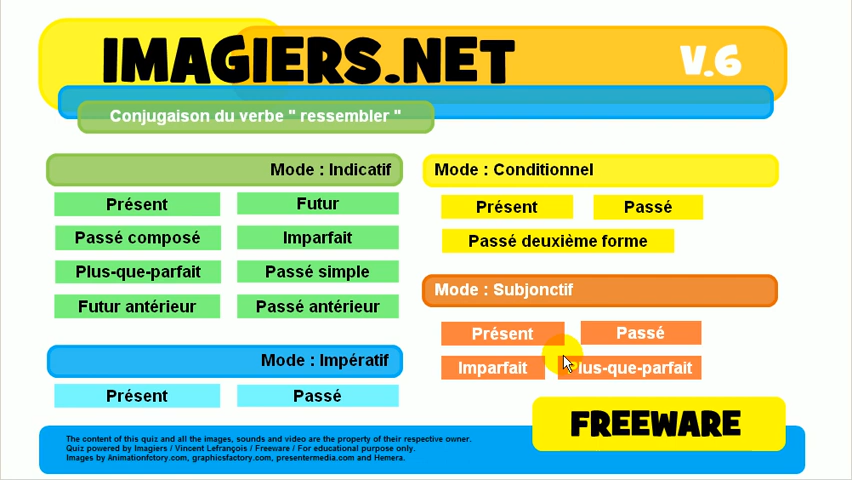 IMAGIERS.NET
V.6
Conjugaison du verbe " ressembler "
Mode : Indicatif
Présent
Futur
Passé composé
Imparfait
Plus-que-parfait
Passé simple
Futur antérieur
Passé antérieur
Mode : Impératif
Présent
Passé
Mode : Conditionnel
Présent
Passé
Passé deuxième forme
Mode : Subjonctif
Présent
Passé
Imparfait
Plus-que-parfait
FREEWARE
The content of this quiz and all the images, sounds and video are the property of their respective owner.
Quiz powered by Imagiers / Vincent Lefrançois / Freeware / For educational purpose only.
Images by Animationfctory.com, graphicsfactory.com, presentermedia.com and Hemera.